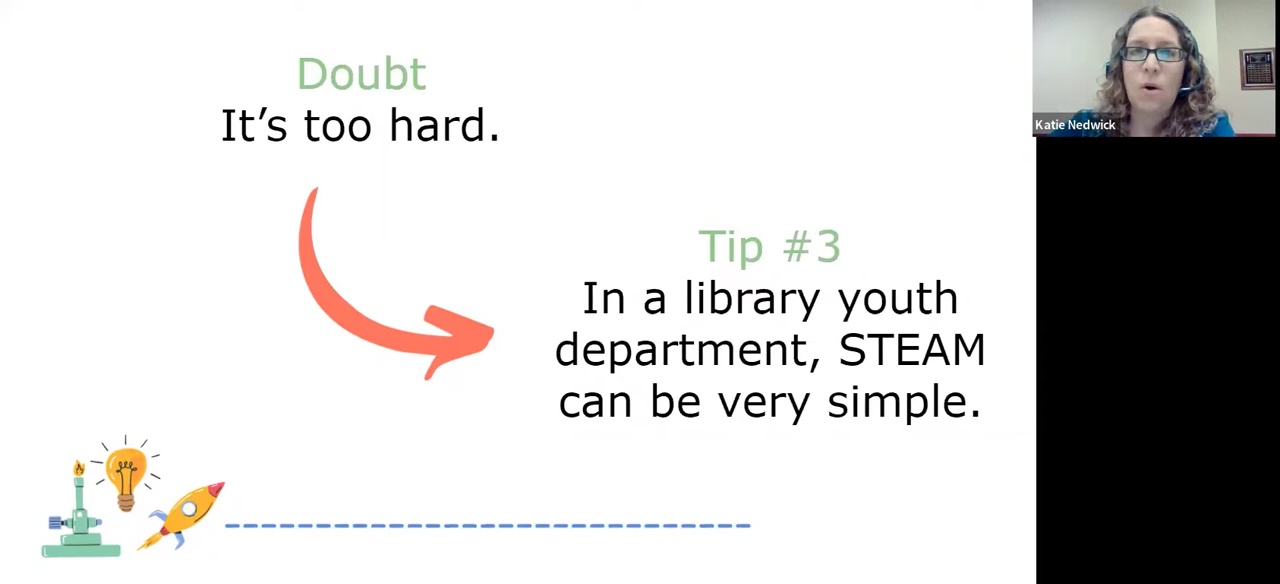 Doubt
It’s too hard.
Tip #3
In a library youth
department, STEAM
can be very simple.
Katie Nedwick